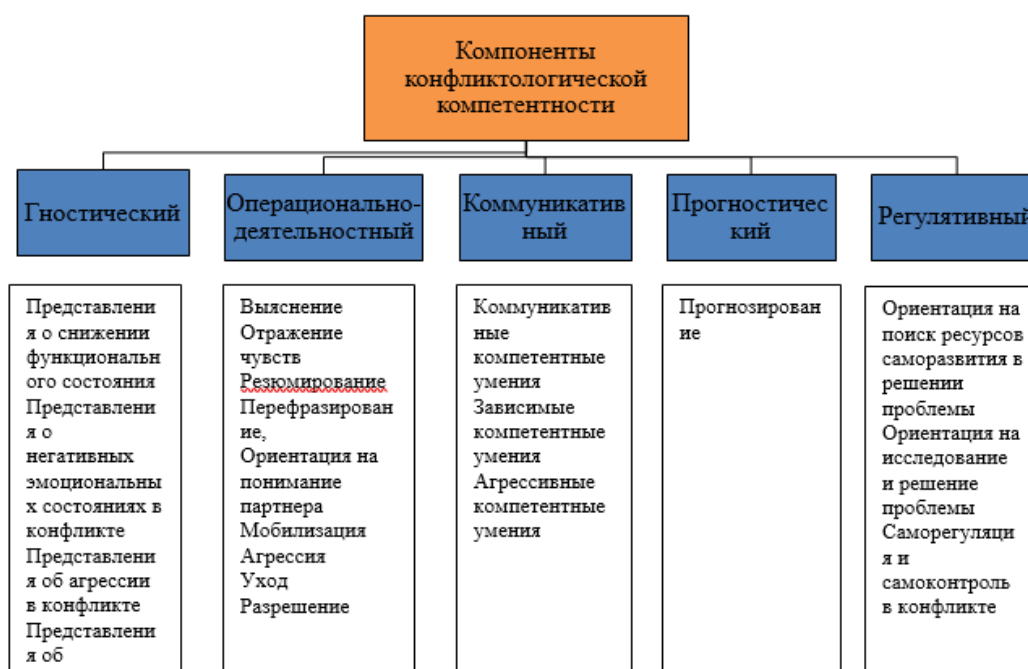 Компоненты
конфликтологической
компетентности
Гностический
Операционально-
деятельностный
Коммуникатив
ный
Прогностичес
кий
Регулятивный
Представлени
я о снижении
функциональн
ого состояния
Представлени
я о
негативных
эмоциональны
х состояниях в
конфликте
Представлени
я об агрессии
в конфликте
Представлени
я об
Выяснение
Отражение
чувств
Резюмирование
Перефразирован
ие,
Ориентация на
понимание
партнера
Мобилизация
Агрессия
Уход
Разрешение
Коммуникатив
ные
компетентные
умения
Зависимые
компетентные
умения
Агрессивные
компетентные
умения
Прогнозирован
ие
Ориентация на
поиск ресурсов
саморазвития в
решении
проблемы
Ориентация на
исследование
и решение
проблемы
Саморегуляци
я и
самоконтроль
в конфликте